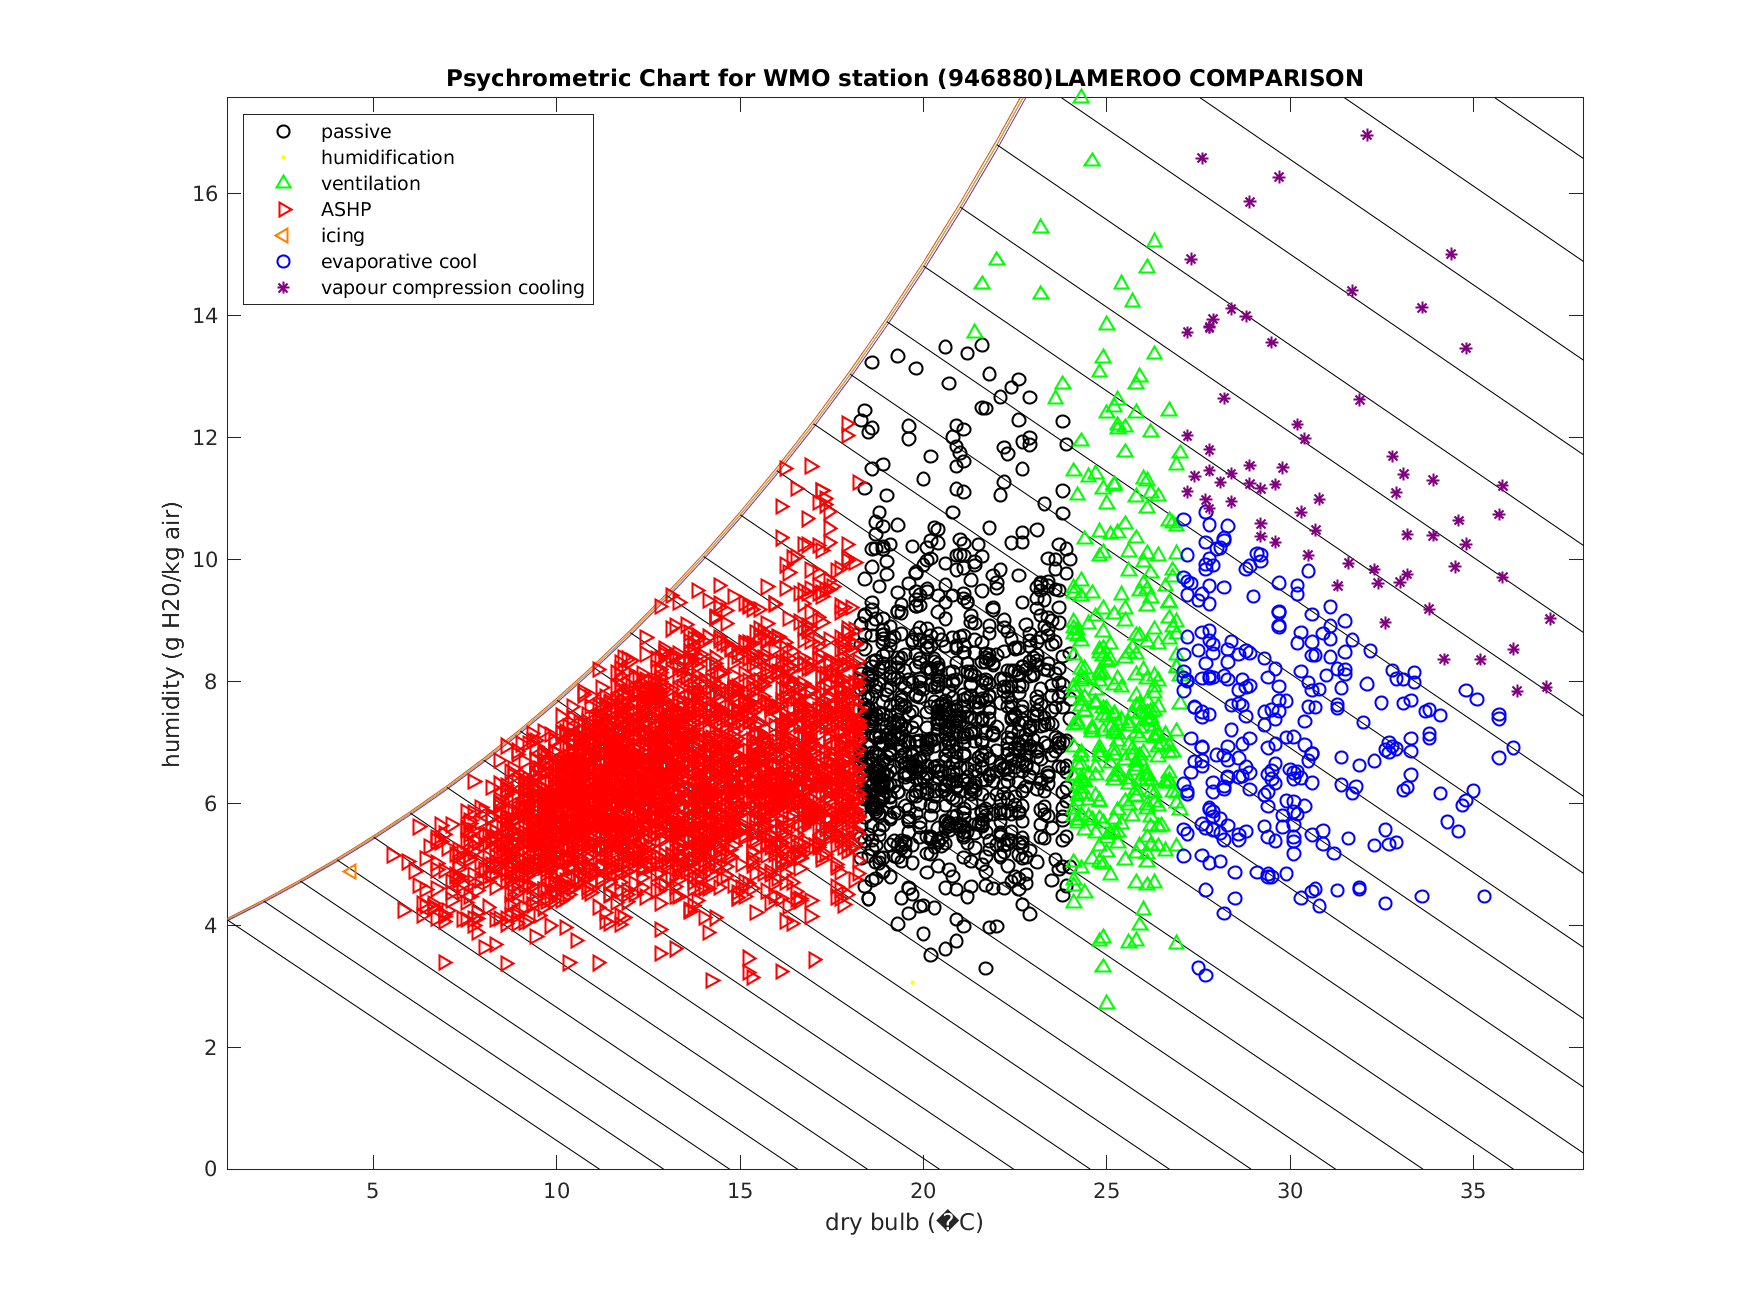 Psychrometric Chart for WMO station (946880)LAMEROO COMPARISON
passive
humidification
ventilation
ASHP
icing
evaporative cool
vapour compression cooling
humidity (g H20/kg air)
16
14
12
10
8
6
4
2
0
5 10 15 20 25 30 35
dry bulb (�C)